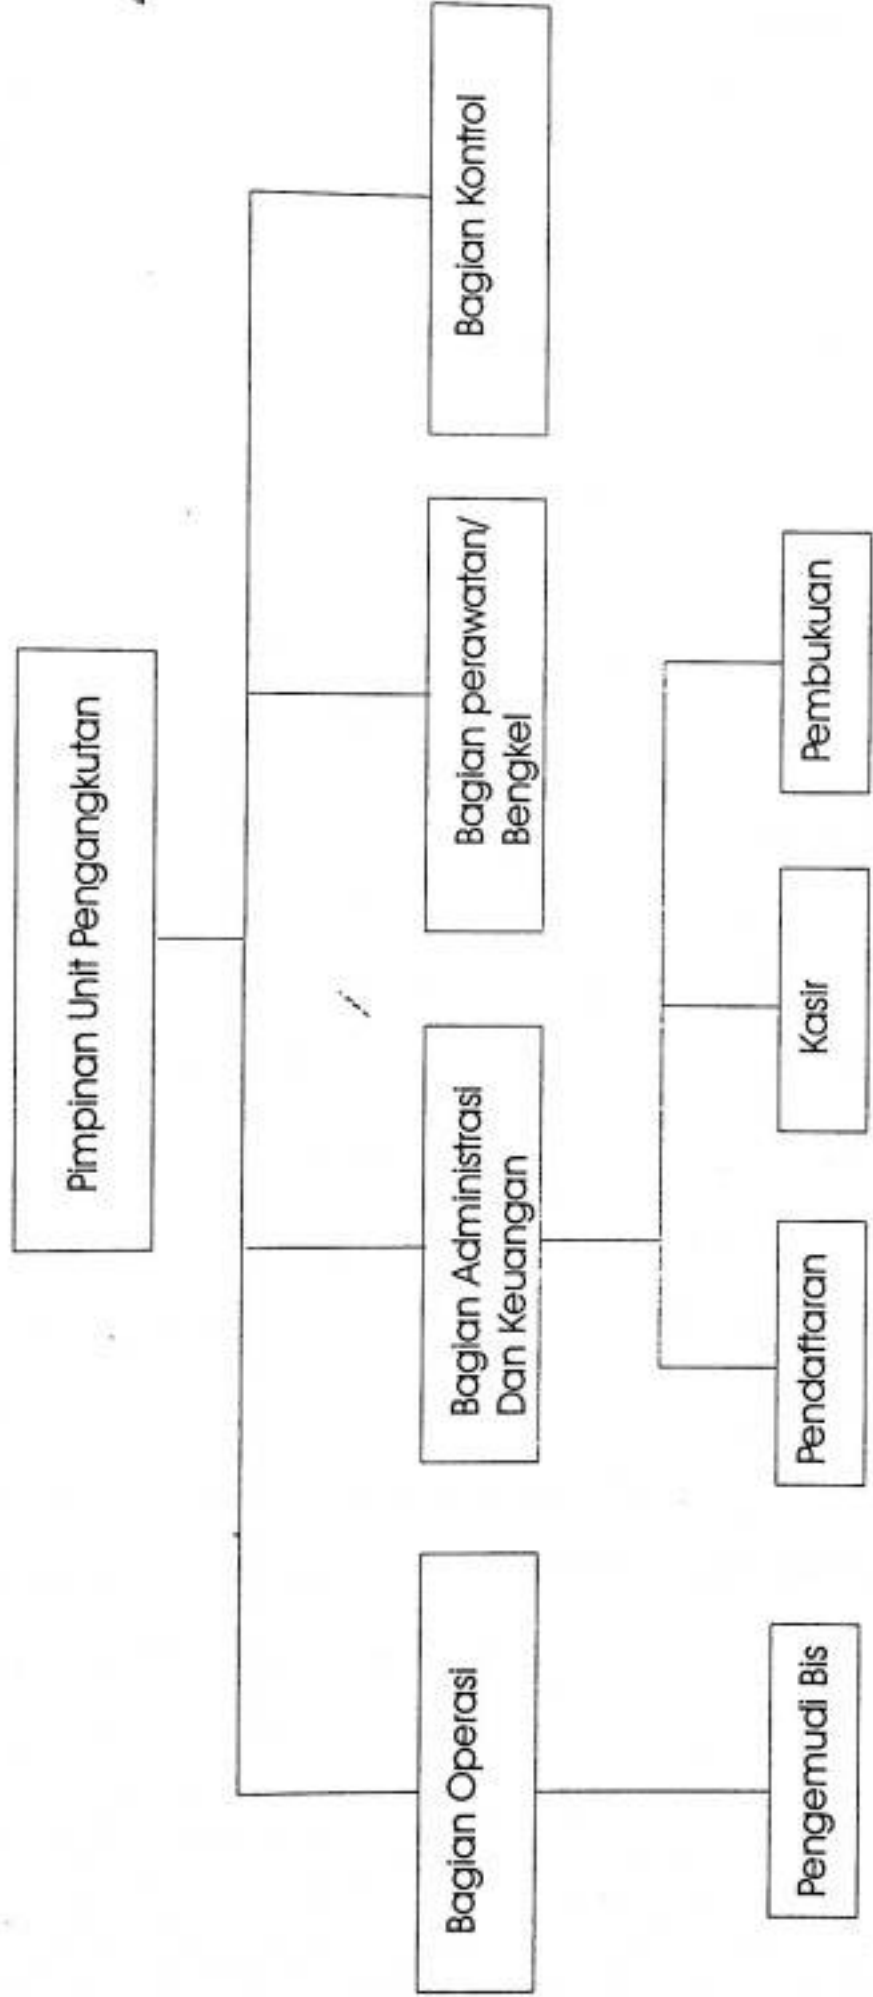 Pimpinan Unit Pengangkutan
Bagian Operasi
Bagian Administrasi
Dan Keuangan
Bagian perawatan/
Bengkel
Bagian Kontrol
Pengemudi Bis
Pendaftaran
Kasir
Pembukuan